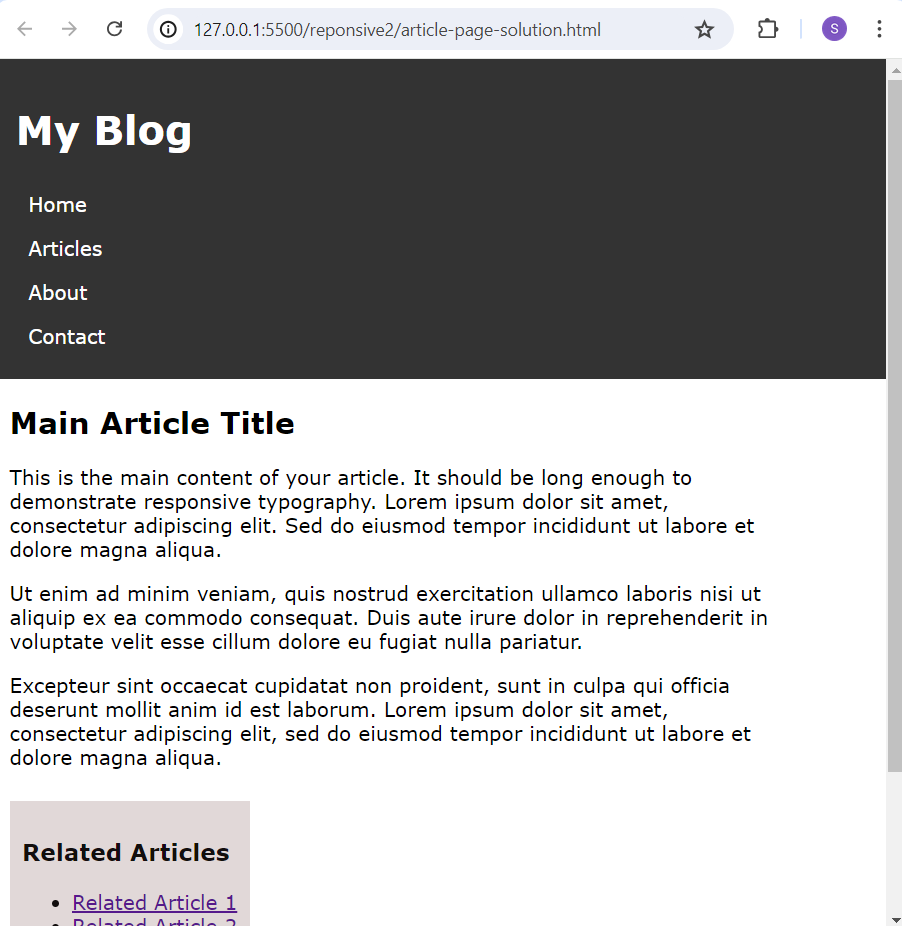 127.0.0.1:5500/reponsive2/article-page-solution.html
S
My Blog
Home
Articles
About
Contact
Main Article Title
This is the main content of your article. It should be long enough to
demonstrate responsive typography. Lorem ipsum dolor sit amet,
consectetur adipiscing elit. Sed do eiusmod tempor incididunt ut labore et
dolore magna aliqua.
Ut enim ad minim veniam, quis nostrud exercitation ullamco laboris nisi ut
aliquip ex ea commodo consequat. Duis aute irure dolor in reprehenderit in
voluptate velit esse cillum dolore eu fugiat nulla pariatur.
Excepteur sint occaecat cupidatat non proident, sunt in culpa qui officia
deserunt mollit anim id est laborum. Lorem ipsum dolor sit amet,
consectetur adipiscing elit, sed do eiusmod tempor incididunt ut labore et
dolore magna aliqua.
Related Articles
Related Article 1
Related Article 2